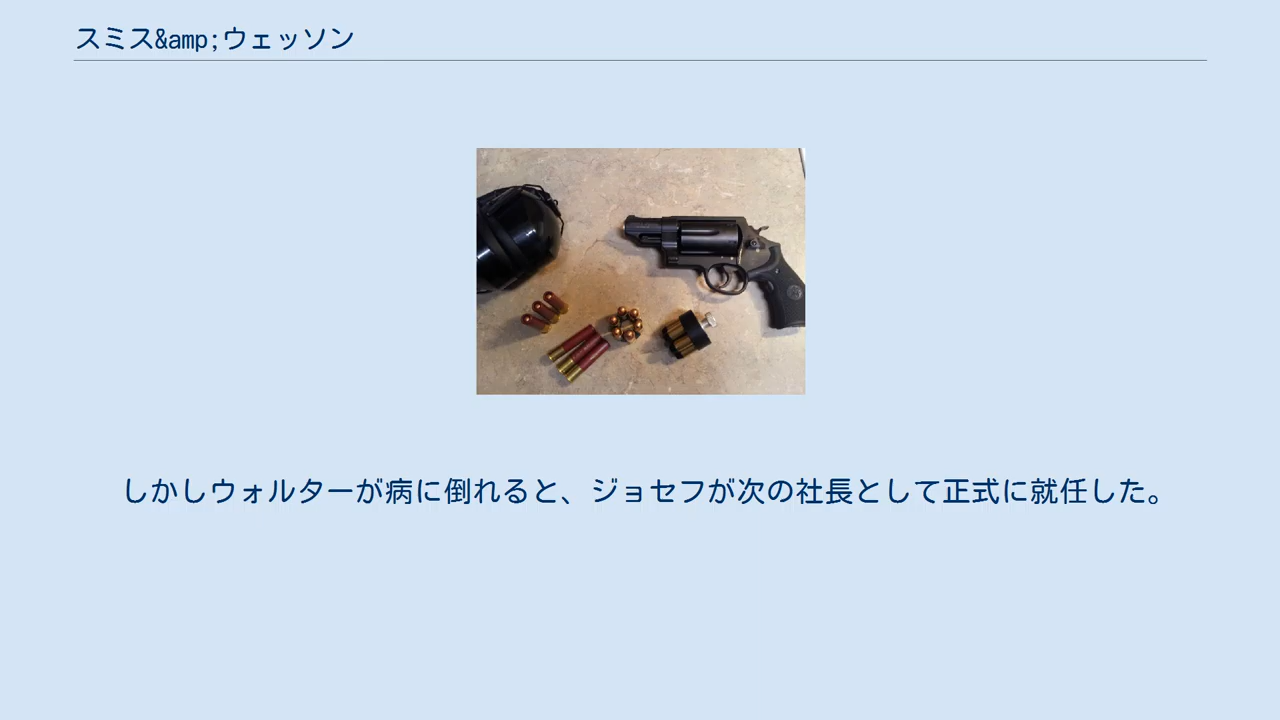 スミス&amp;ウェッソン
しかしウォルターが病に倒れると、ジョセフが次の社長として正式に就任した。